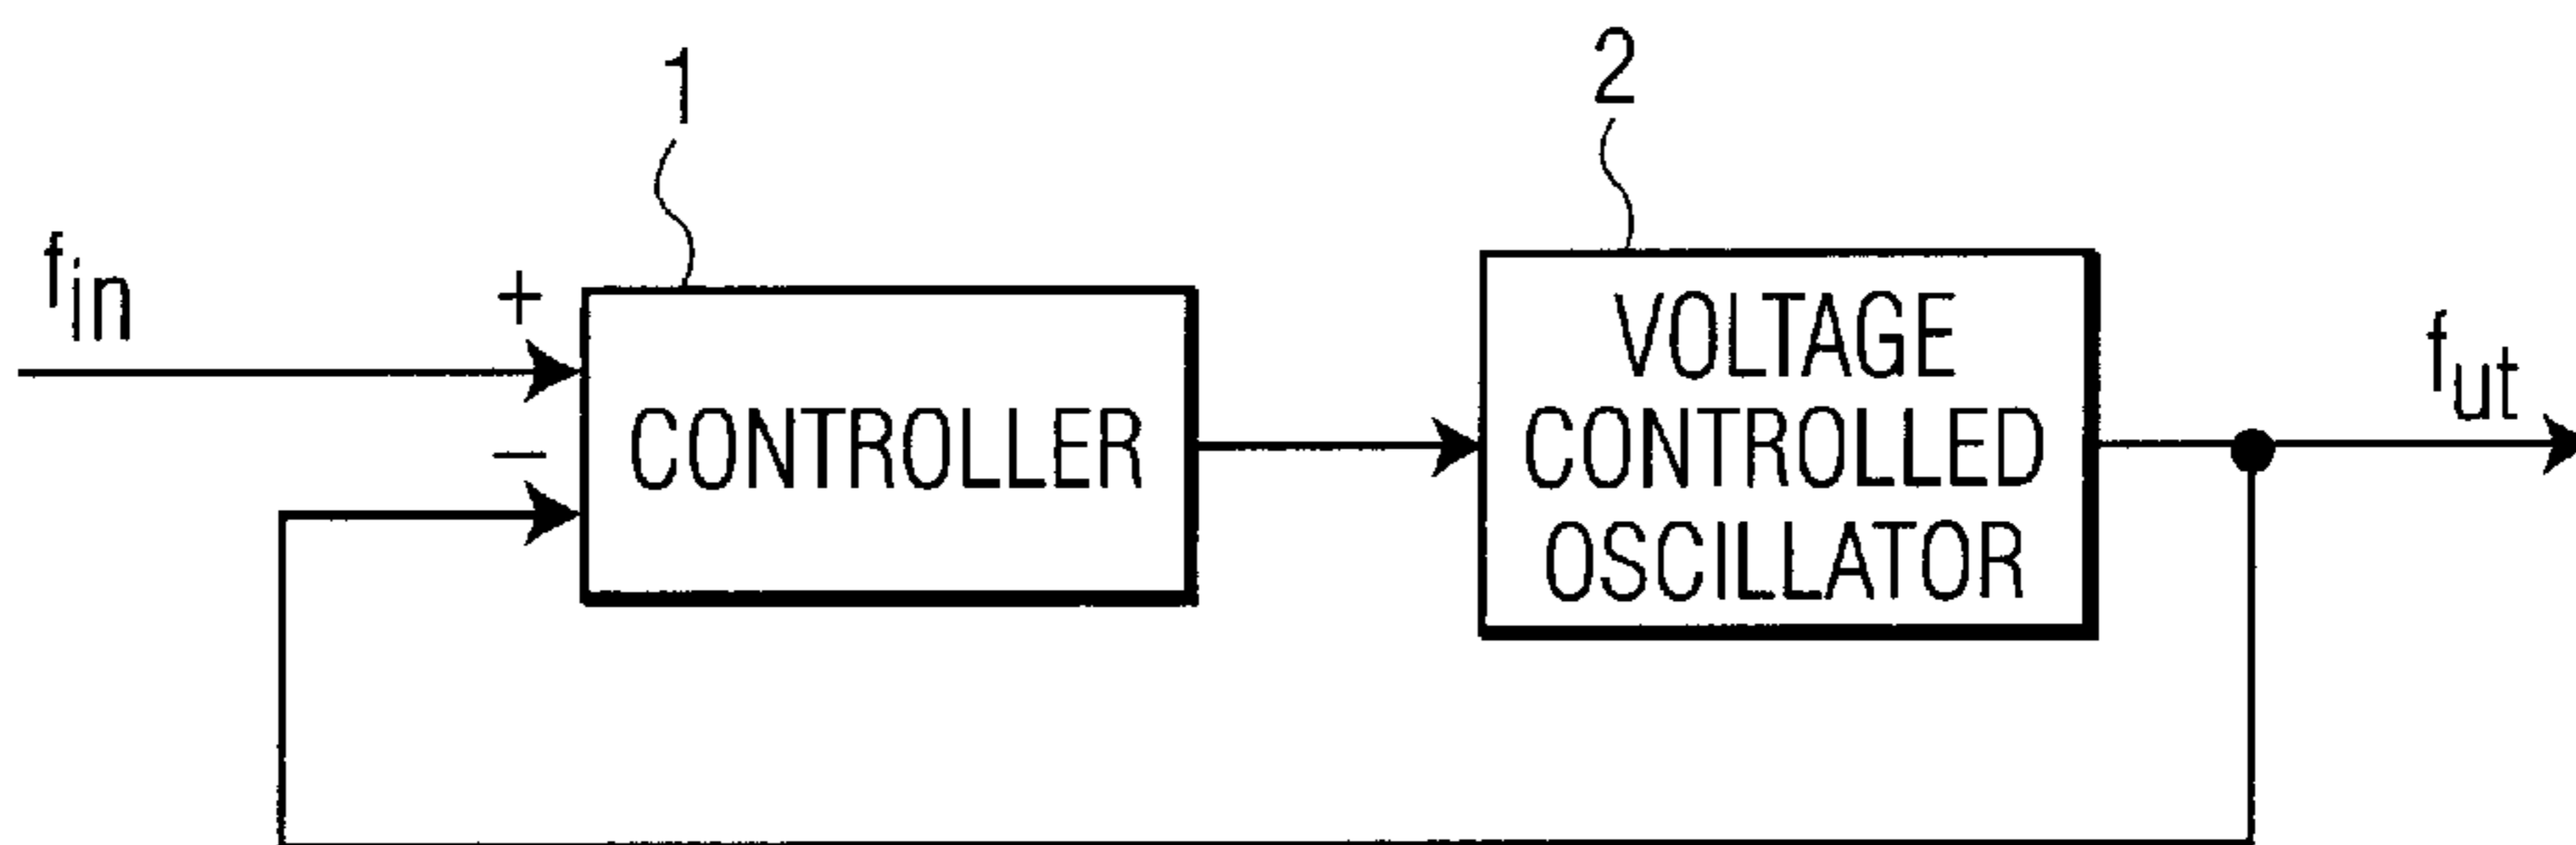 1
2
f_in
+
−
CONTROLLER
VOLTAGE
CONTROLLED
OSCILLATOR
f_ut